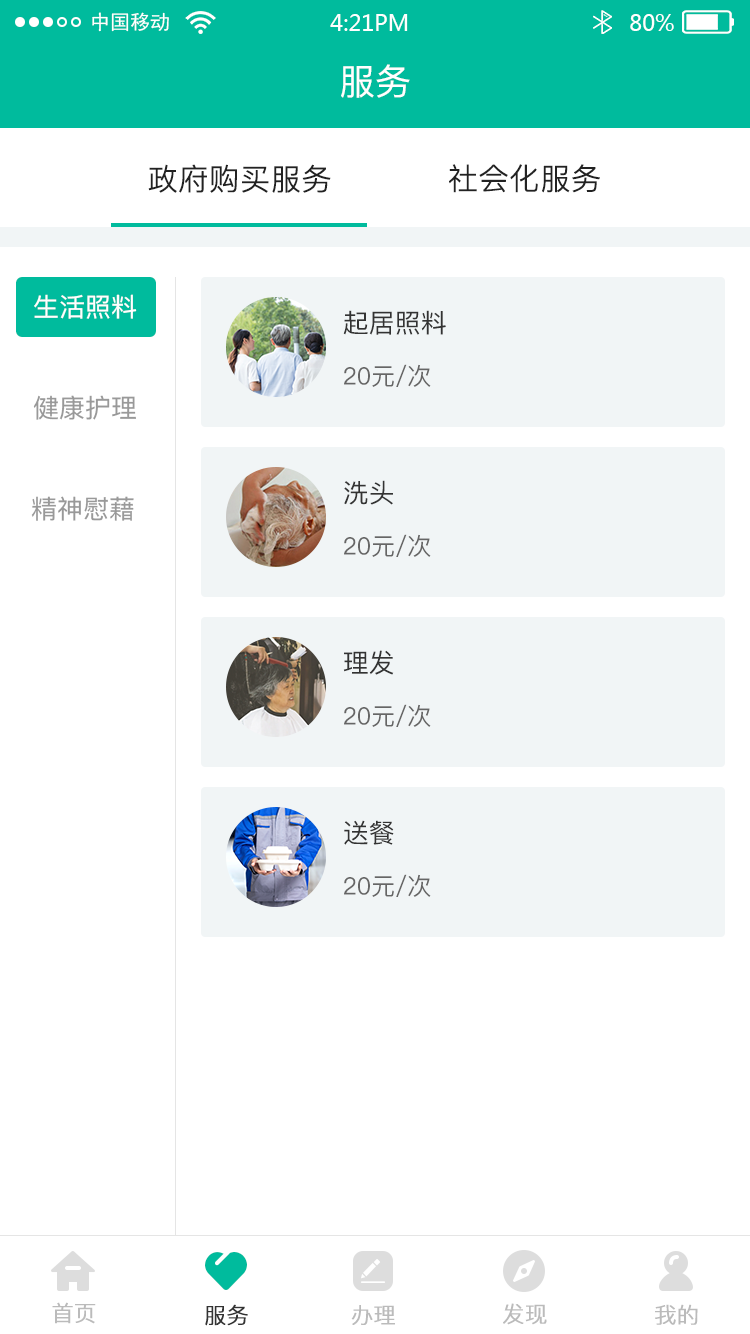 中国移动 4:21PM 80%
服务
政府购买服务 社会化服务
生活照料
健康护理
精神慰藉
起居照料
20元/次
洗头
20元/次
理发
20元/次
送餐
20元/次
首页 服务 办理 发现 我的